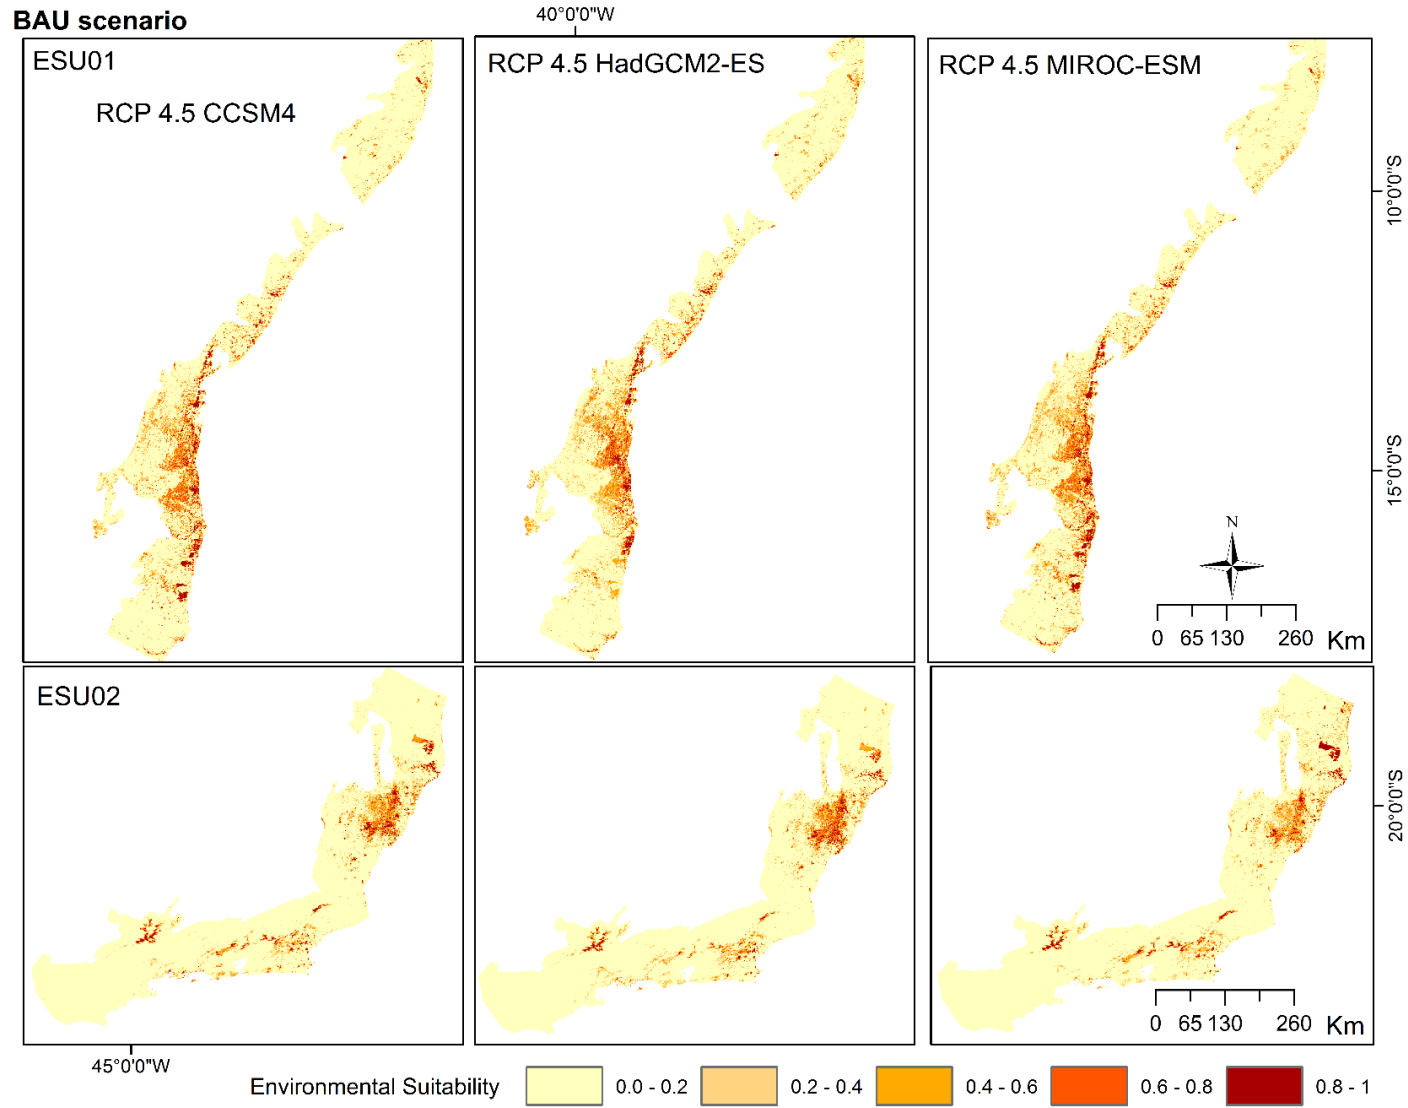 BAU scenario
40°0'0"W
ESU01
RCP 4.5 CCSM4
RCP 4.5 HadGCM2-ES
RCP 4.5 MIROC-ESM
10°0'0"S
15°0'0"S
N
0 65 130 260 Km
ESU02
20°0'0"S
0 65 130 260 Km
45°0'0"W
Environmental Suitability 0.0 - 0.2 0.2 - 0.4 0.4 - 0.6 0.6 - 0.8 0.8 - 1